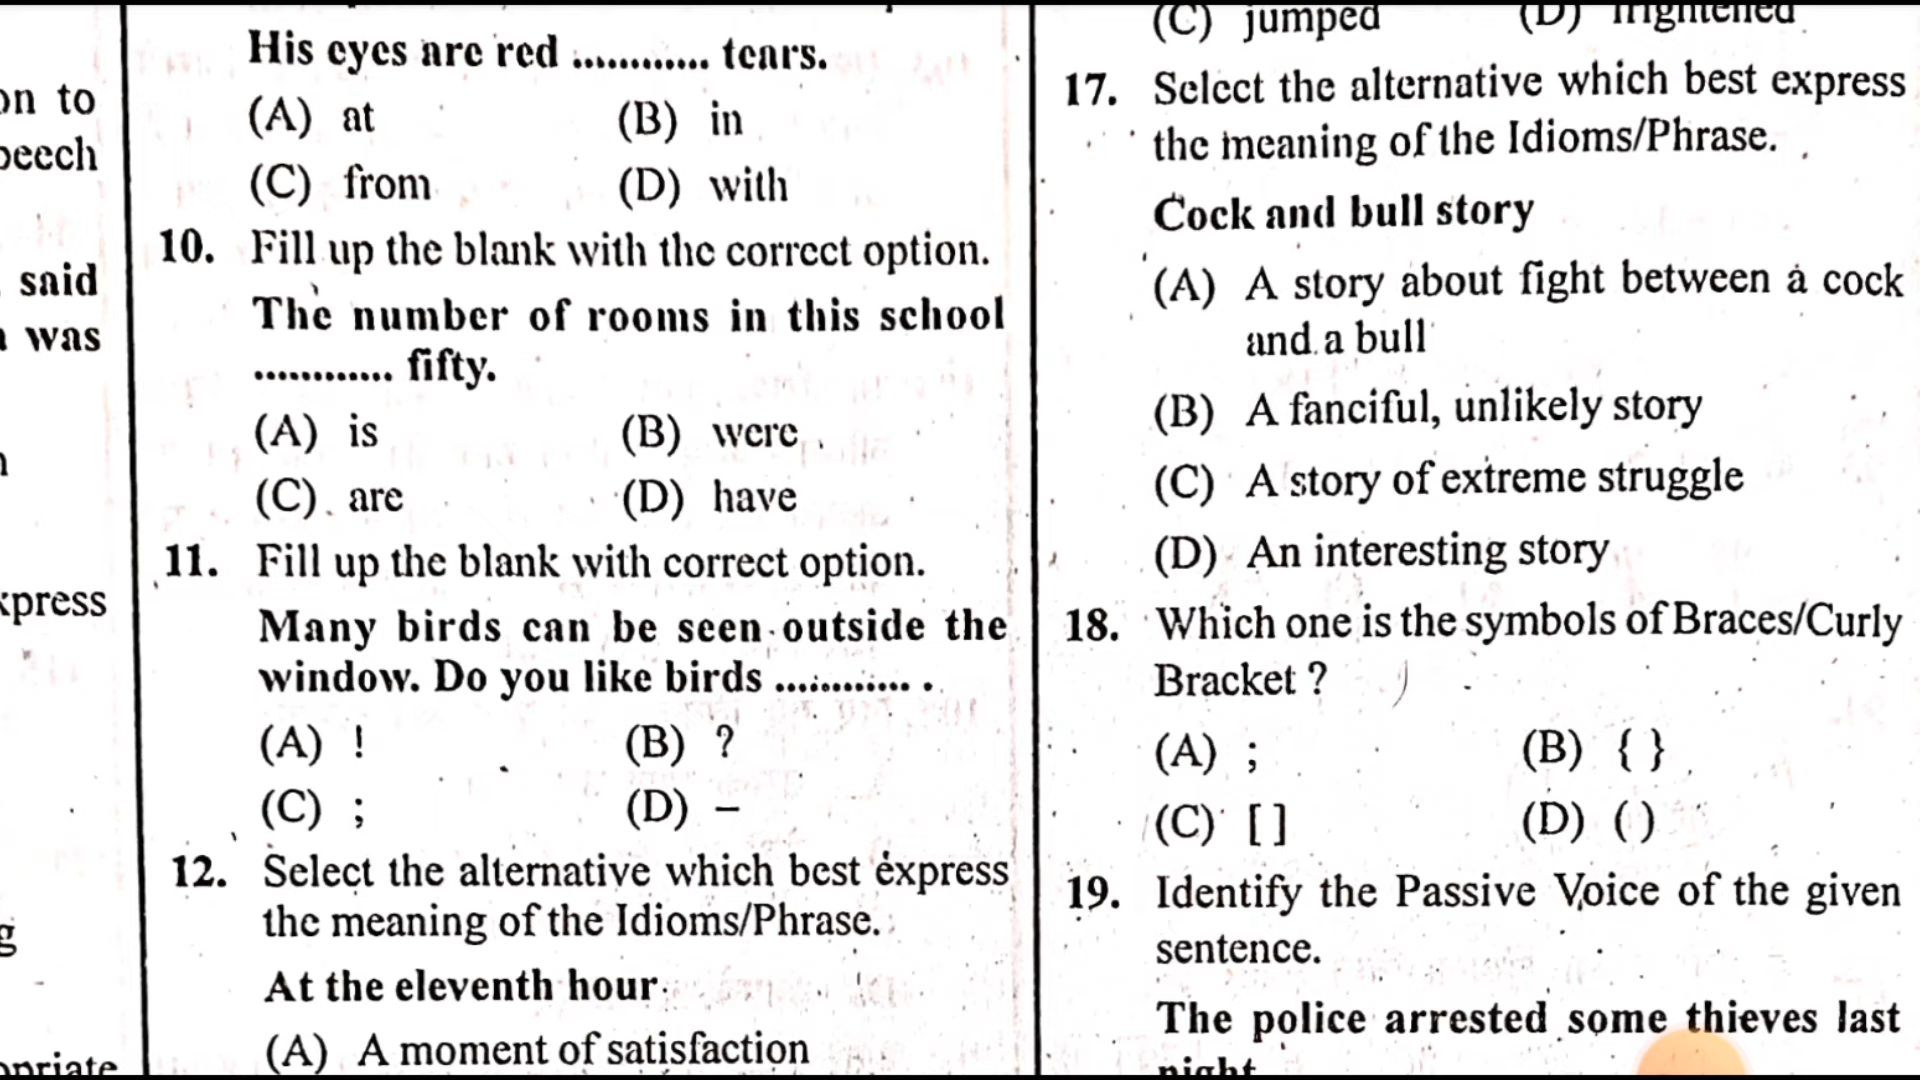 on to
peech
said
was
xpress
g
opriate
His eyes are red ............ tears.
(A) at (B) in
(C) from (D) with
10. Fill up the blank with the correct option.
The number of rooms in this school
............ fifty.
(A) is (B) were
(C) are (D) have
11. Fill up the blank with correct option.
Many birds can be seen outside the
window. Do you like birds ............ .
(A) ! (B) ?
(C) ; (D) –
12. Select the alternative which best express
the meaning of the Idioms/Phrase.
At the eleventh hour
(A) A moment of satisfaction
(C) jumped (D) frightened
17. Select the alternative which best express
the meaning of the Idioms/Phrase.
Cock and bull story
(A) A story about fight between a cock
and a bull
(B) A fanciful, unlikely story
(C) A story of extreme struggle
(D) An interesting story
18. Which one is the symbols of Braces/Curly
Bracket ?
(A) ; (B) { }
(C) [ ] (D) ( )
19. Identify the Passive Voice of the given
sentence.
The police arrested some thieves last
night